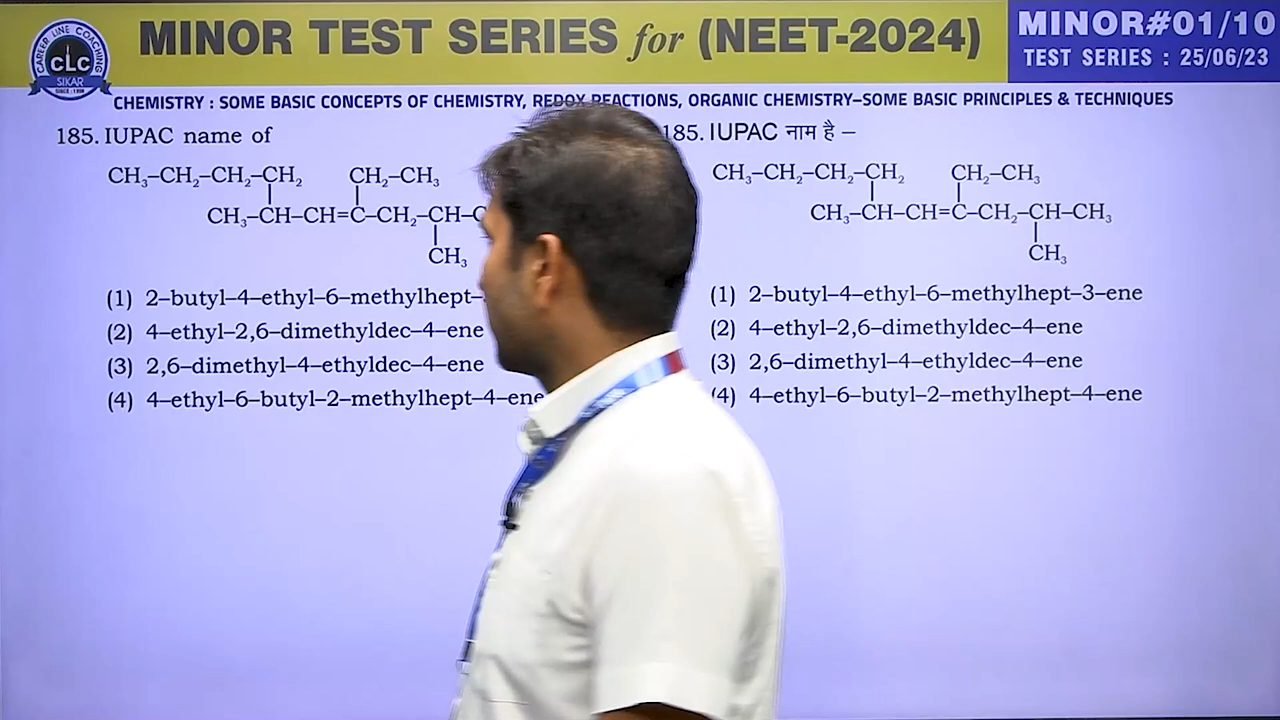 MINOR TEST SERIES for (NEET-2024)
MINOR#01/10
TEST SERIES : 25/06/23
CAREER LINE COACHING
CLC
SIKAR
SINCE : 1996
CHEMISTRY : SOME BASIC CONCEPTS OF CHEMISTRY, REDOX REACTIONS, ORGANIC CHEMISTRY–SOME BASIC PRINCIPLES & TECHNIQUES
185. IUPAC name of
CH₃–CH₂–CH₂–CH₂ CH₂–CH₃
CH₃–CH–CH=C–CH₂–CH–
CH₃
(1) 2–butyl–4–ethyl–6–methylhept–
(2) 4–ethyl–2,6–dimethyldec–4–ene
(3) 2,6–dimethyl–4–ethyldec–4–ene
(4) 4–ethyl–6–butyl–2–methylhept–4–ene
185. IUPAC नाम है –
CH₃–CH₂–CH₂–CH₂ CH₂–CH₃
CH₃–CH–CH=C–CH₂–CH–CH₃
CH₃
(1) 2–butyl–4–ethyl–6–methylhept–3–ene
(2) 4–ethyl–2,6–dimethyldec–4–ene
(3) 2,6–dimethyl–4–ethyldec–4–ene
(4) 4–ethyl–6–butyl–2–methylhept–4–ene